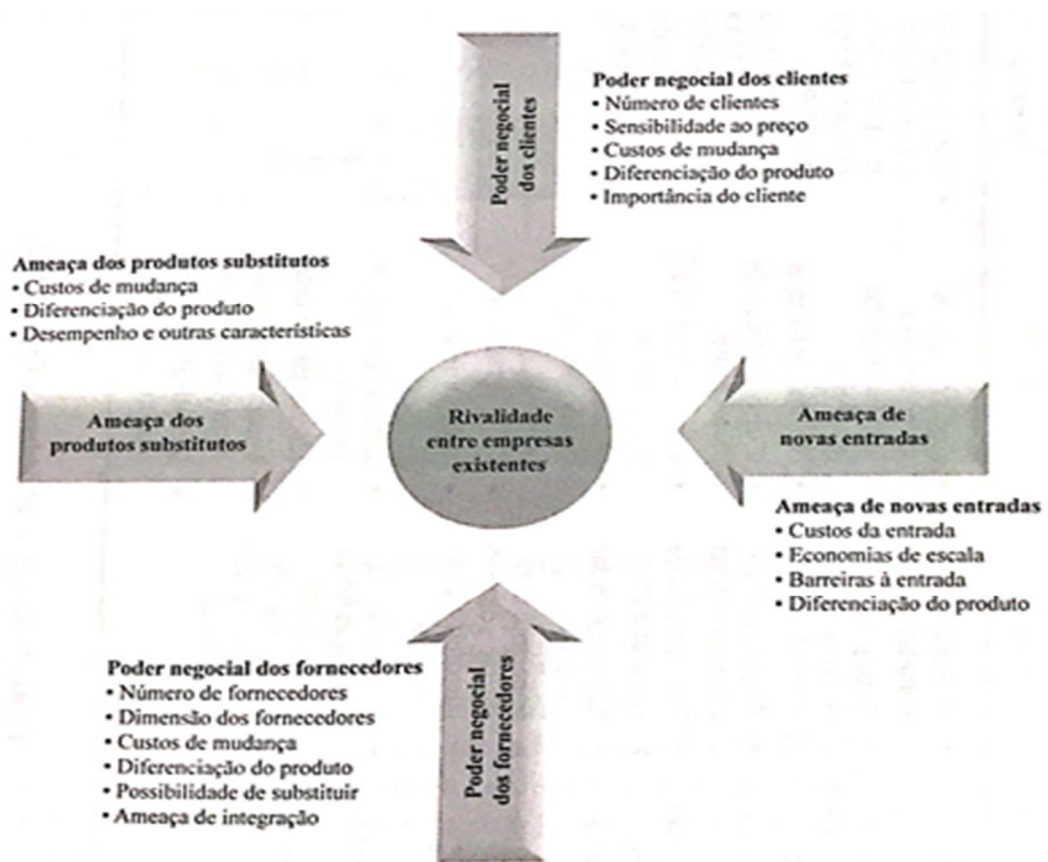 Poder negocial
dos clientes
Poder negocial dos clientes
• Número de clientes
• Sensibilidade ao preço
• Custos de mudança
• Diferenciação do produto
• Importância do cliente
Ameaça dos produtos substitutos
• Custos de mudança
• Diferenciação do produto
• Desempenho e outras características
Ameaça dos
produtos substitutos
Rivalidade
entre empresas
existentes
Ameaça de
novas entradas
Ameaça de novas entradas
• Custos da entrada
• Economias de escala
• Barreiras à entrada
• Diferenciação do produto
Poder negocial dos fornecedores
• Número de fornecedores
• Dimensão dos fornecedores
• Custos de mudança
• Diferenciação do produto
• Possibilidade de substituir
• Ameaça de integração
Poder negocial
dos fornecedores